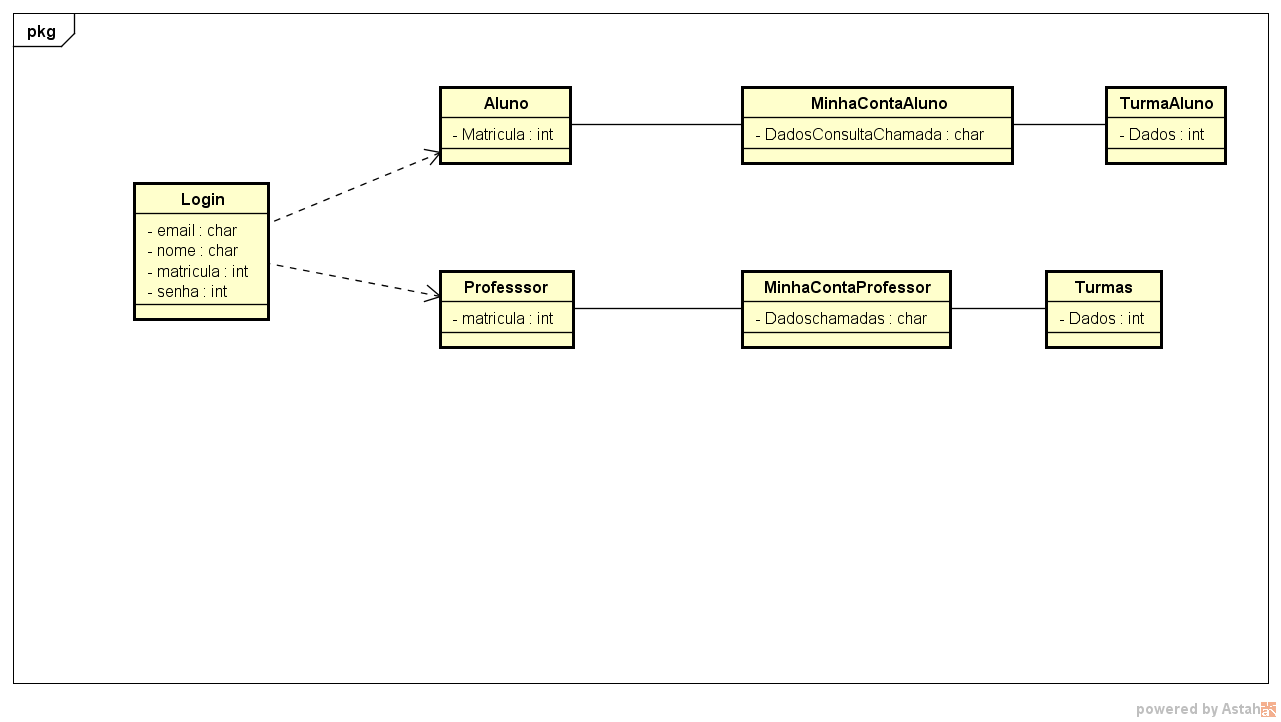 pkg
Aluno
- Matricula : int
MinhaContaAluno
- DadosConsultaChamada : char
TurmaAluno
- Dados : int
Login
- email : char
- nome : char
- matricula : int
- senha : int
Professsor
- matricula : int
MinhaContaProfessor
- Dadoschamadas : char
Turmas
- Dados : int
powered by Astah